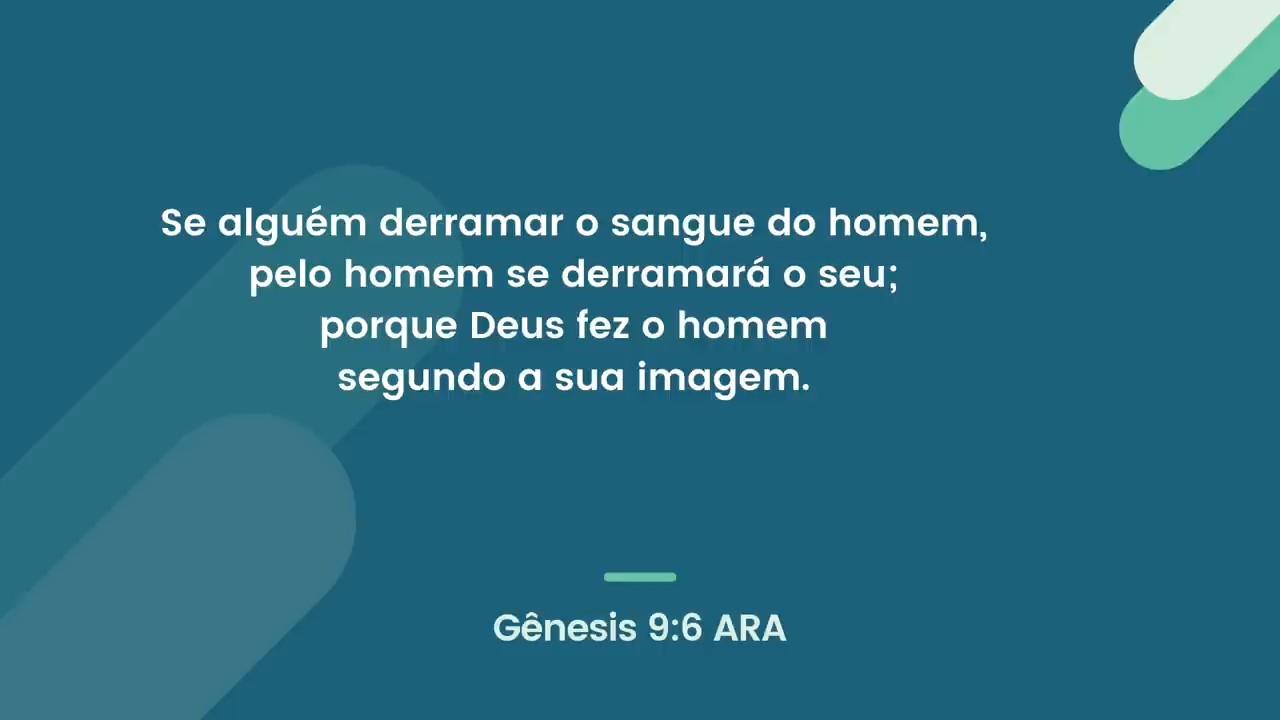 Se alguém derramar o sangue do homem,
pelo homem se derramará o seu;
porque Deus fez o homem
segundo a sua imagem.
Gênesis 9:6 ARA